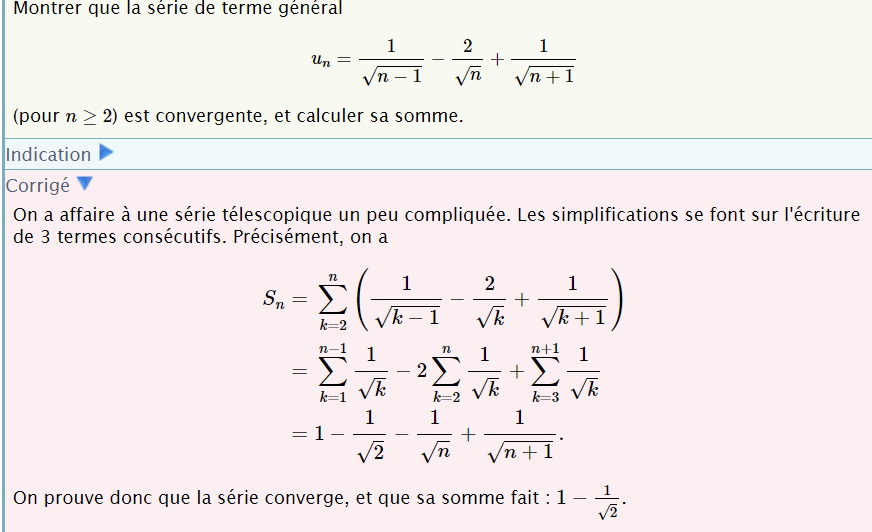 Montrer que la série de terme général
u_n = \frac{1}{\sqrt{n-1}} - \frac{2}{\sqrt{n}} + \frac{1}{\sqrt{n+1}}
(pour n ≥ 2) est convergente, et calculer sa somme.
Indication
Corrigé
On a affaire à une série télescopique un peu compliquée. Les simplifications se font sur l'écriture
de 3 termes consécutifs. Précisément, on a
S_n = \sum_{k=2}^{n} \left( \frac{1}{\sqrt{k-1}} - \frac{2}{\sqrt{k}} + \frac{1}{\sqrt{k+1}} \right)
= \sum_{k=1}^{n-1} \frac{1}{\sqrt{k}} - 2 \sum_{k=2}^{n} \frac{1}{\sqrt{k}} + \sum_{k=3}^{n+1} \frac{1}{\sqrt{k}}
= 1 - \frac{1}{\sqrt{2}} - \frac{1}{\sqrt{n}} + \frac{1}{\sqrt{n+1}}.
On prouve donc que la série converge, et que sa somme fait : 1 - \frac{1}{\sqrt{2}}.